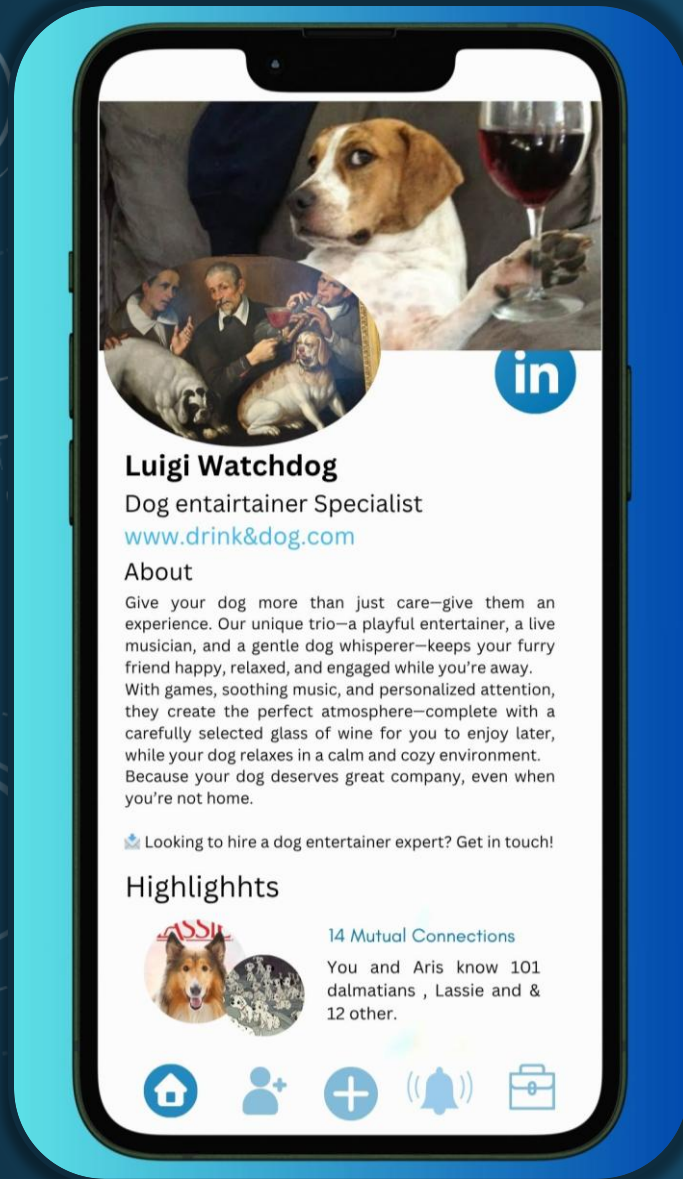 in
Luigi Watchdog
Dog entairtainer Specialist
www.drink&dog.com
About
Give your dog more than just care—give them an
experience. Our unique trio—a playful entertainer, a live
musician, and a gentle dog whisperer—keeps your furry
friend happy, relaxed, and engaged while you're away.
With games, soothing music, and personalized attention,
they create the perfect atmosphere—complete with a
carefully selected glass of wine for you to enjoy later,
while your dog relaxes in a calm and cozy environment.
Because your dog deserves great company, even when
you're not home.
Looking to hire a dog entertainer expert? Get in touch!
Highlighhts
14 Mutual Connections
You and Aris know 101
dalmatians , Lassie and &
12 other.